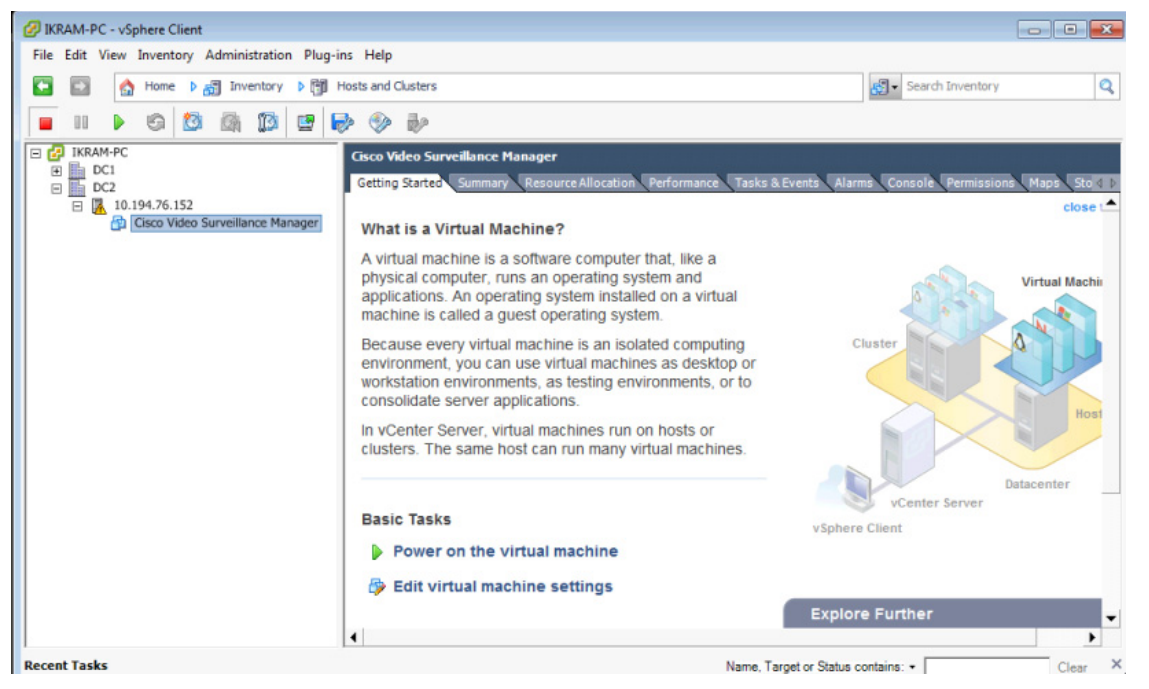 IKRAM-PC - vSphere Client
File Edit View Inventory Administration Plug-ins Help
Home Inventory Hosts and Clusters
Search Inventory
IKRAM-PC
DC1
DC2
10.194.76.152
Cisco Video Surveillance Manager
Cisco Video Surveillance Manager
Getting Started Summary Resource Allocation Performance Tasks & Events Alarms Console Permissions Maps Sto
close
What is a Virtual Machine?
A virtual machine is a software computer that, like a
physical computer, runs an operating system and
applications. An operating system installed on a virtual
machine is called a guest operating system.
Because every virtual machine is an isolated computing
environment, you can use virtual machines as desktop or
workstation environments, as testing environments, or to
consolidate server applications.
In vCenter Server, virtual machines run on hosts or
clusters. The same host can run many virtual machines.
Virtual Machin
Cluster
Host
Datacenter
vCenter Server
vSphere Client
Basic Tasks
Power on the virtual machine
Edit virtual machine settings
Explore Further
Recent Tasks
Name, Target or Status contains:
Clear